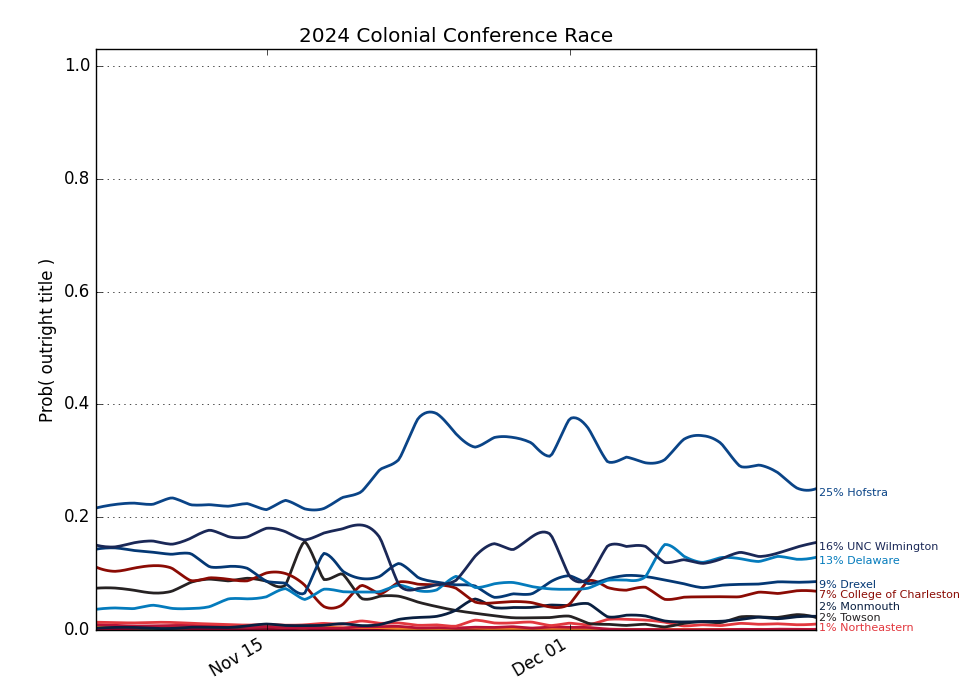 2024 Colonial Conference Race
Prob( outright title )
1.0
0.8
0.6
0.4
0.2
0.0
25% Hofstra
16% UNC Wilmington
13% Delaware
9% Drexel
7% College of Charleston
2% Monmouth
2% Towson
1% Northeastern
Nov 15
Dec 01